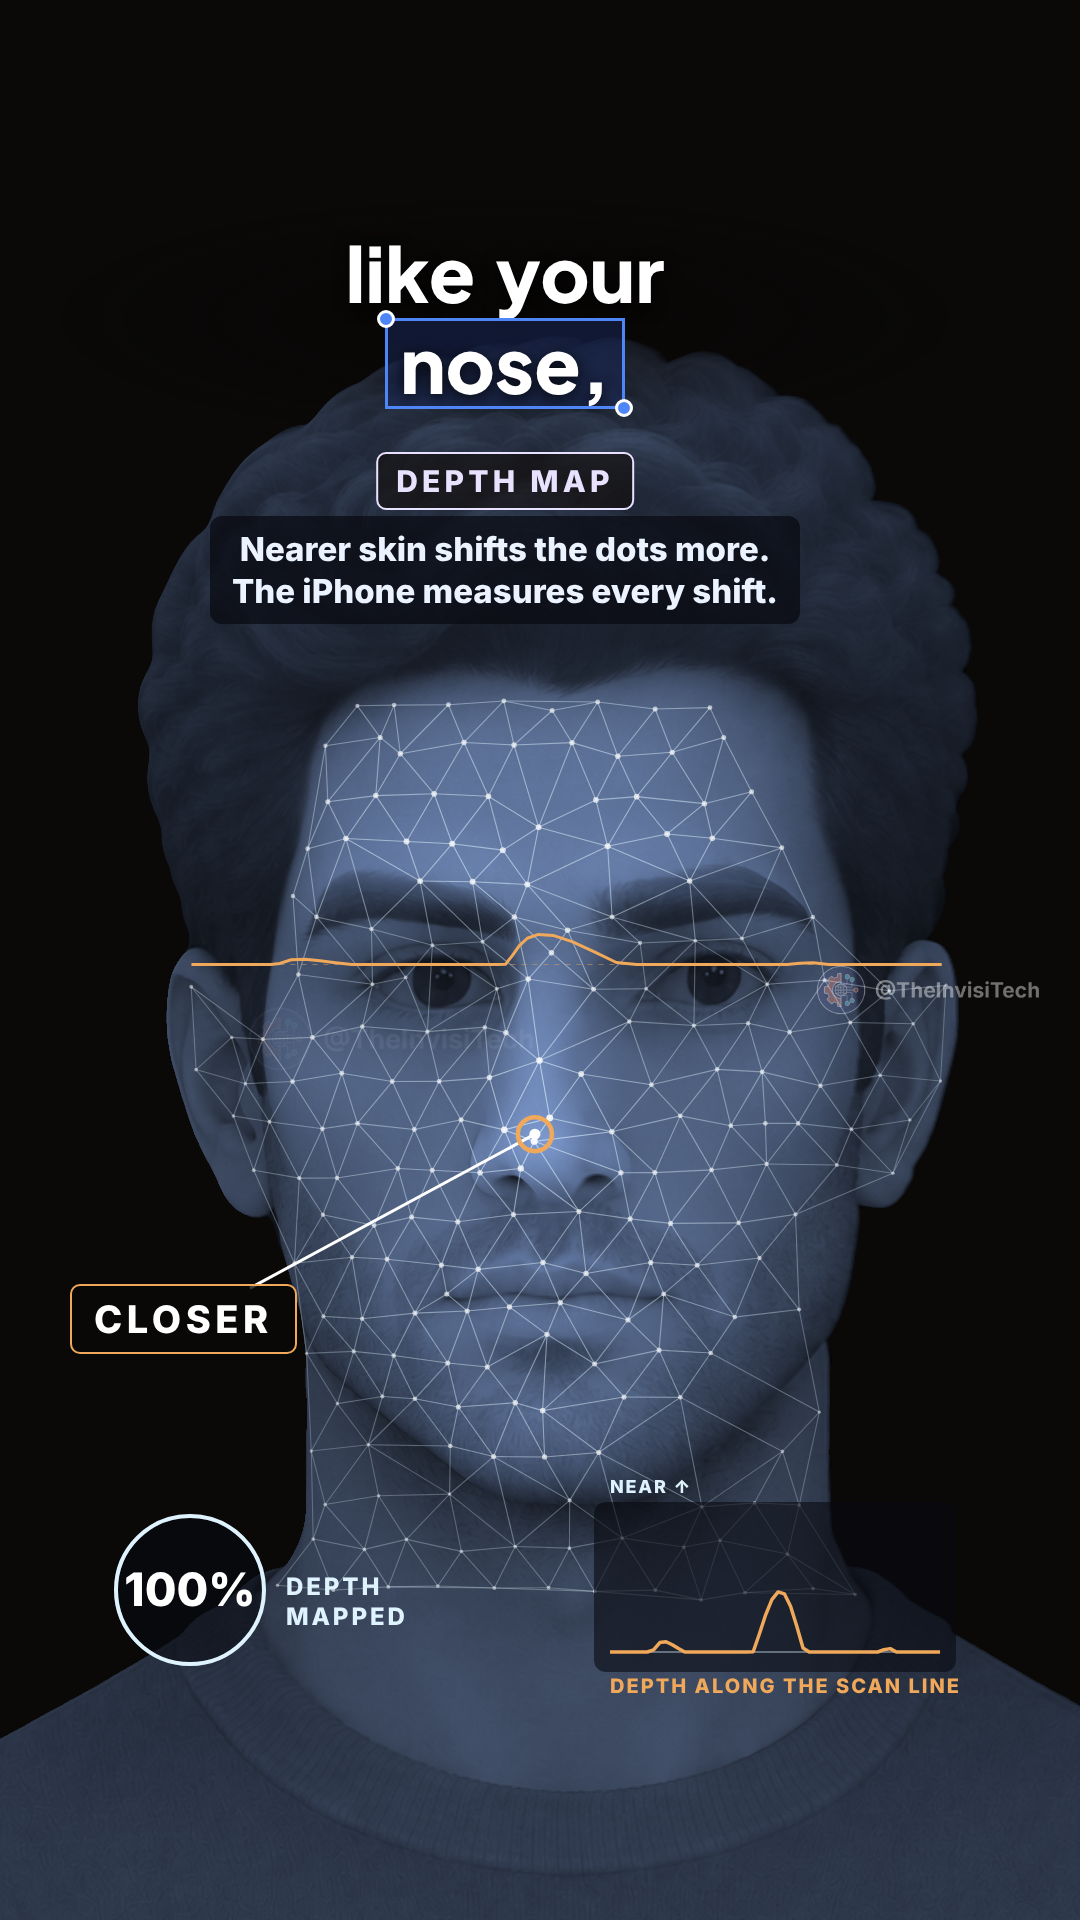 like your
nose,
DEPTH MAP
Nearer skin shifts the dots more.
The iPhone measures every shift.
@TheInvisiTech
@TheInvisiTech
CLOSER
NEAR ↑
100%
DEPTH
MAPPED
DEPTH ALONG THE SCAN LINE